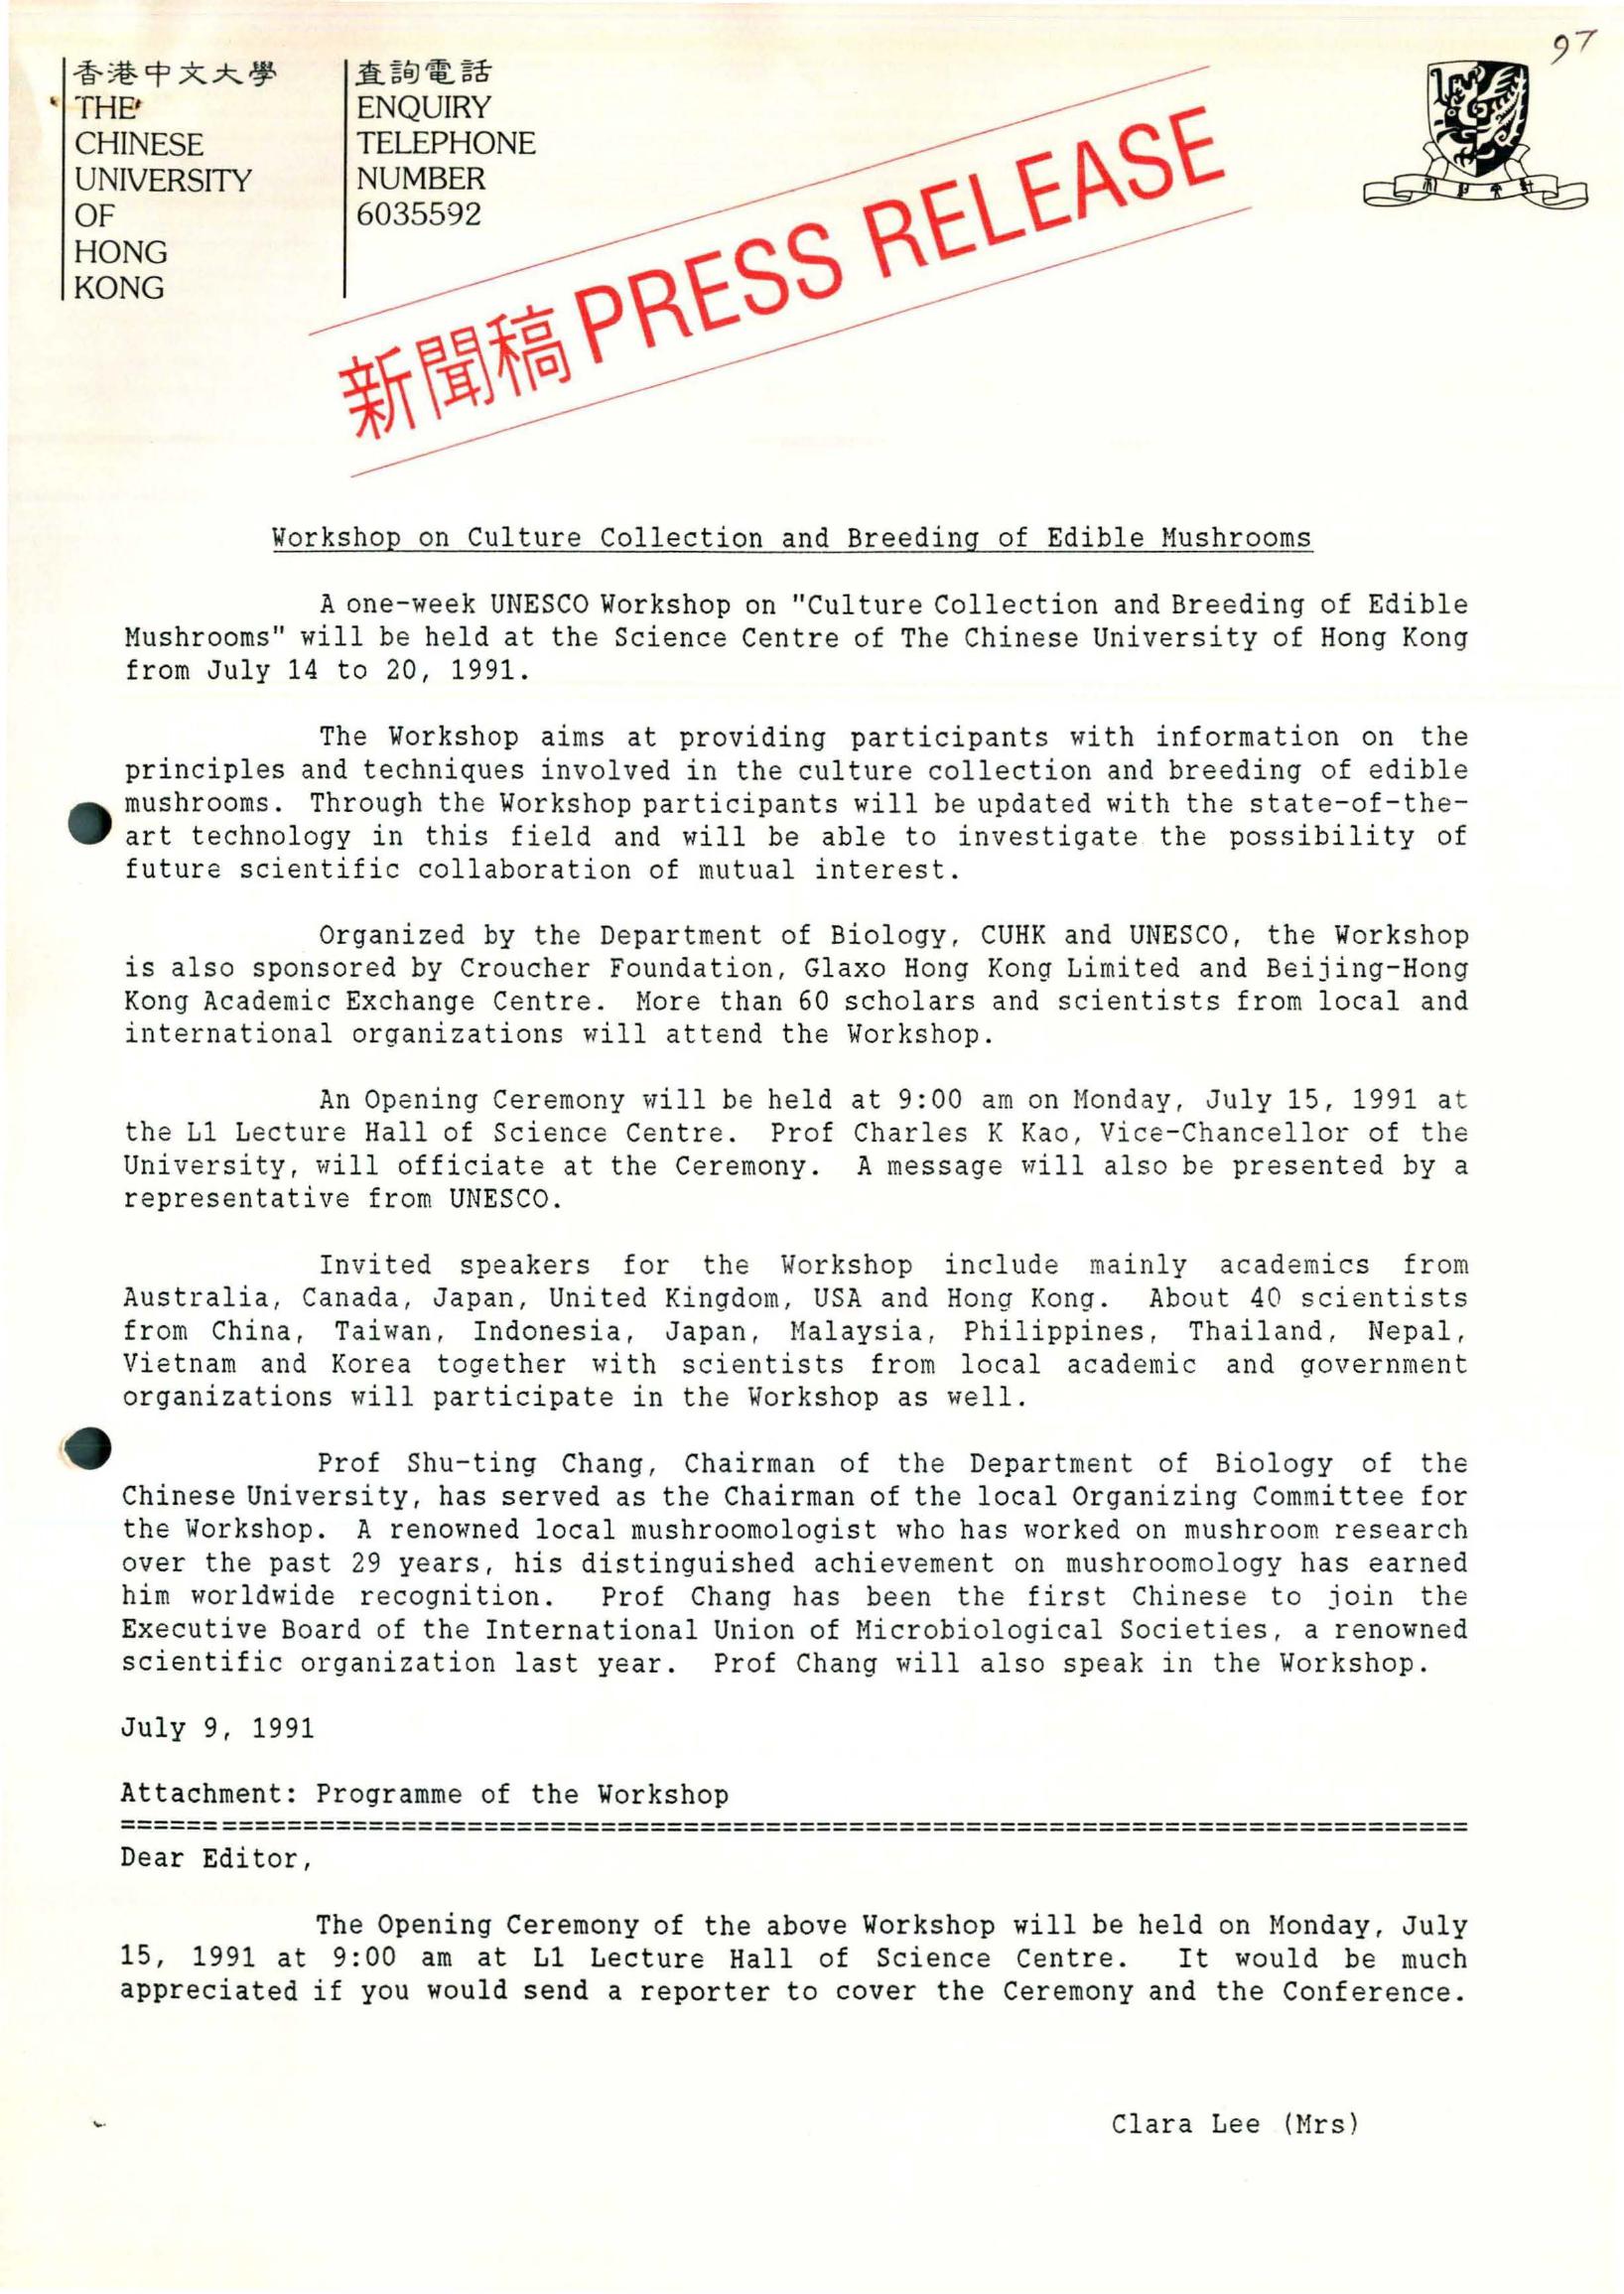 97
香港中文大學
THE
CHINESE
UNIVERSITY
OF
HONG
KONG
查詢電話
ENQUIRY
TELEPHONE
NUMBER
6035592
新聞稿 PRESS RELEASE
Workshop on Culture Collection and Breeding of Edible Mushrooms
A one-week UNESCO Workshop on "Culture Collection and Breeding of Edible
Mushrooms" will be held at the Science Centre of The Chinese University of Hong Kong
from July 14 to 20, 1991.
The Workshop aims at providing participants with information on the
principles and techniques involved in the culture collection and breeding of edible
mushrooms. Through the Workshop participants will be updated with the state-of-the-
art technology in this field and will be able to investigate the possibility of
future scientific collaboration of mutual interest.
Organized by the Department of Biology, CUHK and UNESCO, the Workshop
is also sponsored by Croucher Foundation, Glaxo Hong Kong Limited and Beijing-Hong
Kong Academic Exchange Centre. More than 60 scholars and scientists from local and
international organizations will attend the Workshop.
An Opening Ceremony will be held at 9:00 am on Monday, July 15, 1991 at
the L1 Lecture Hall of Science Centre. Prof Charles K Kao, Vice-Chancellor of the
University, will officiate at the Ceremony. A message will also be presented by a
representative from UNESCO.
Invited speakers for the Workshop include mainly academics from
Australia, Canada, Japan, United Kingdom, USA and Hong Kong. About 40 scientists
from China, Taiwan, Indonesia, Japan, Malaysia, Philippines, Thailand, Nepal,
Vietnam and Korea together with scientists from local academic and government
organizations will participate in the Workshop as well.
Prof Shu-ting Chang, Chairman of the Department of Biology of the
Chinese University, has served as the Chairman of the local Organizing Committee for
the Workshop. A renowned local mushroomologist who has worked on mushroom research
over the past 29 years, his distinguished achievement on mushroomology has earned
him worldwide recognition. Prof Chang has been the first Chinese to join the
Executive Board of the International Union of Microbiological Societies, a renowned
scientific organization last year. Prof Chang will also speak in the Workshop.
July 9, 1991
Attachment: Programme of the Workshop
Dear Editor,
The Opening Ceremony of the above Workshop will be held on Monday, July
15, 1991 at 9:00 am at L1 Lecture Hall of Science Centre. It would be much
appreciated if you would send a reporter to cover the Ceremony and the Conference.
Clara Lee (Mrs)